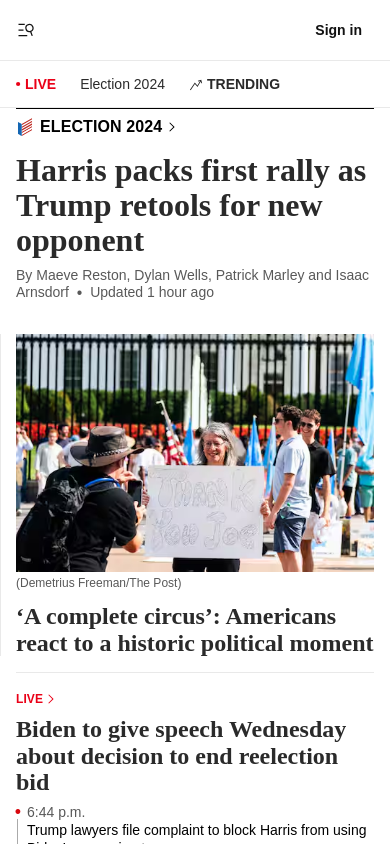 Sign in
LIVE
Election 2024
TRENDING
ELECTION 2024
Harris packs first rally as
Trump retools for new
opponent
By Maeve Reston, Dylan Wells, Patrick Marley and Isaac
Arnsdorf • Updated 1 hour ago
THANK
YOU JOE
(Demetrius Freeman/The Post)
‘A complete circus’: Americans
react to a historic political moment
LIVE
Biden to give speech Wednesday
about decision to end reelection
bid
6:44 p.m.
Trump lawyers file complaint to block Harris from using